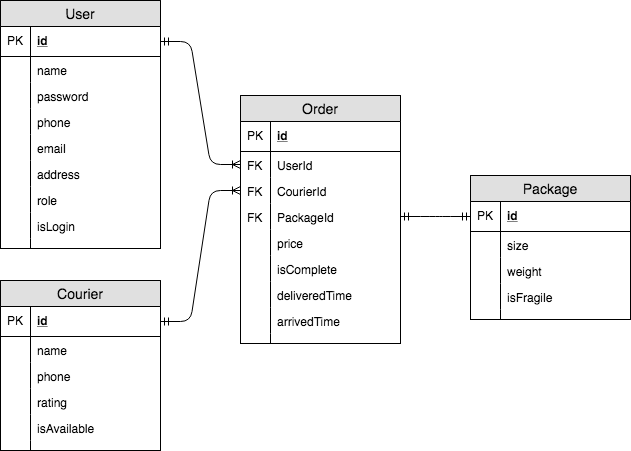 User
PK id
name
password
phone
email
address
role
isLogin
Order
PK id
FK UserId
FK CourierId
FK PackageId
price
isComplete
deliveredTime
arrivedTime
Package
PK id
size
weight
isFragile
Courier
PK id
name
phone
rating
isAvailable